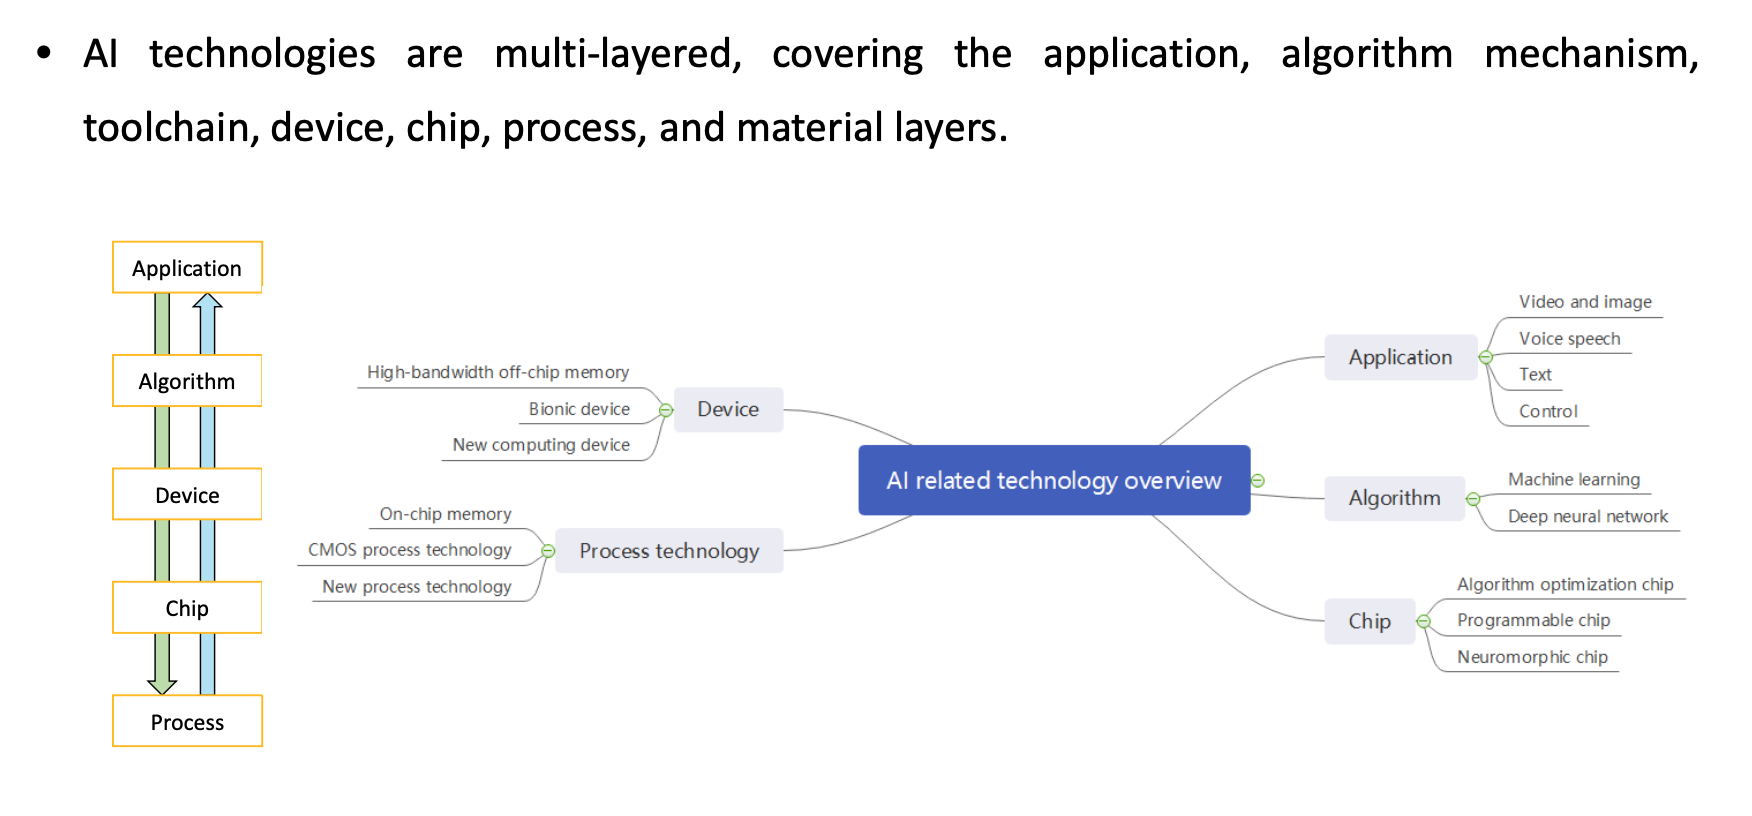 • AI technologies are multi-layered, covering the application, algorithm mechanism,
toolchain, device, chip, process, and material layers.
Application
Algorithm
Device
Chip
Process
High-bandwidth off-chip memory
Bionic device
New computing device
Device
On-chip memory
CMOS process technology
New process technology
Process technology
AI related technology overview
Application
Video and image
Voice speech
Text
Control
Algorithm
Machine learning
Deep neural network
Chip
Algorithm optimization chip
Programmable chip
Neuromorphic chip